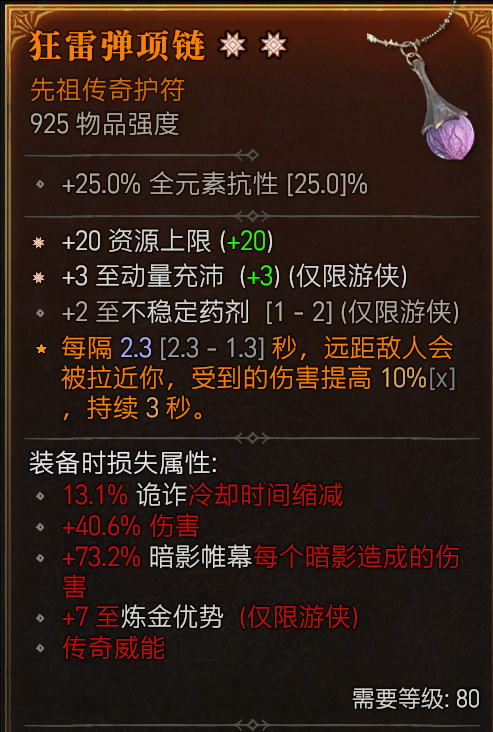 狂雷弹项链
先祖传奇护符
925 物品强度
+25.0% 全元素抗性 [25.0]%
+20 资源上限 (+20)
+3 至动量充沛 (+3) (仅限游侠)
+2 至不稳定药剂 [1 - 2] (仅限游侠)
每隔 2.3 [2.3 - 1.3] 秒，远距敌人会
被拉近你，受到的伤害提高 10%[x]
，持续 3 秒。
装备时损失属性:
13.1% 诡诈冷却时间缩减
+40.6% 伤害
+73.2% 暗影帷幕每个暗影造成的伤
害
+7 至炼金优势 (仅限游侠)
传奇威能
需要等级: 80